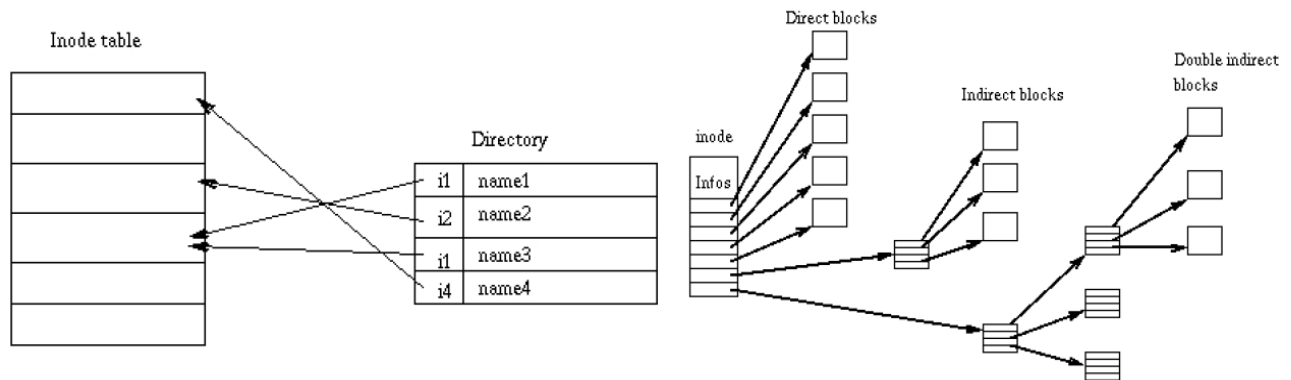 Inode table
Directory
i1 name1
i2 name2
i1 name3
i4 name4
Direct blocks
Indirect blocks
Double indirect
blocks
inode
Infos